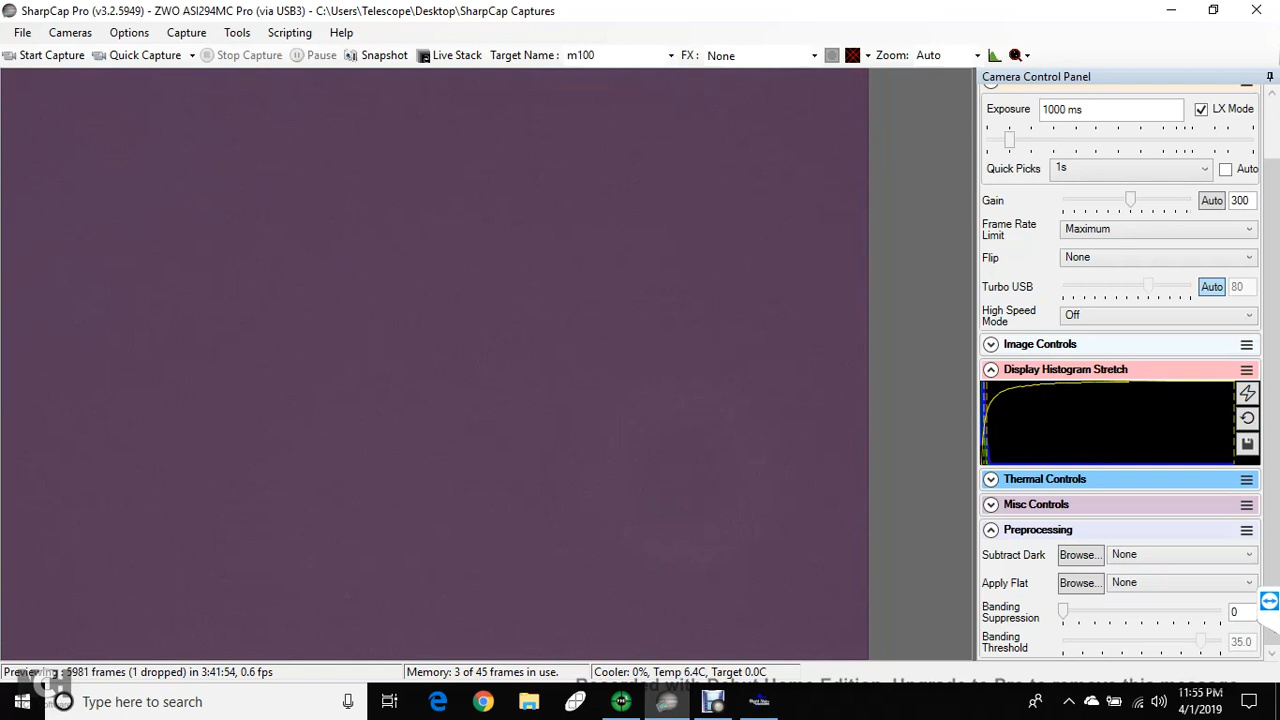 SharpCap Pro (v3.2.5949) - ZWO ASI294MC Pro (via USB3) - C:\Users\Telescope\Desktop\SharpCap Captures
File Cameras Options Capture Tools Scripting Help
Start Capture Quick Capture Stop Capture Pause Snapshot Live Stack Target Name : m100 FX : None Zoom: Auto
Camera Control Panel
Exposure 1000 ms LX Mode
Quick Picks 1s Auto
Gain Auto 300
Frame Rate Limit Maximum
Flip None
Turbo USB Auto 80
High Speed Mode Off
Image Controls
Display Histogram Stretch
Thermal Controls
Misc Controls
Preprocessing
Subtract Dark Browse... None
Apply Flat Browse... None
Banding Suppression 0
Banding Threshold 35.0
Previewing : 5981 frames (1 dropped) in 3:41:54, 0.6 fps Memory: 3 of 45 frames in use. Cooler: 0%, Temp 6.4C, Target 0.0C
Type here to search
11:55 PM
4/1/2019